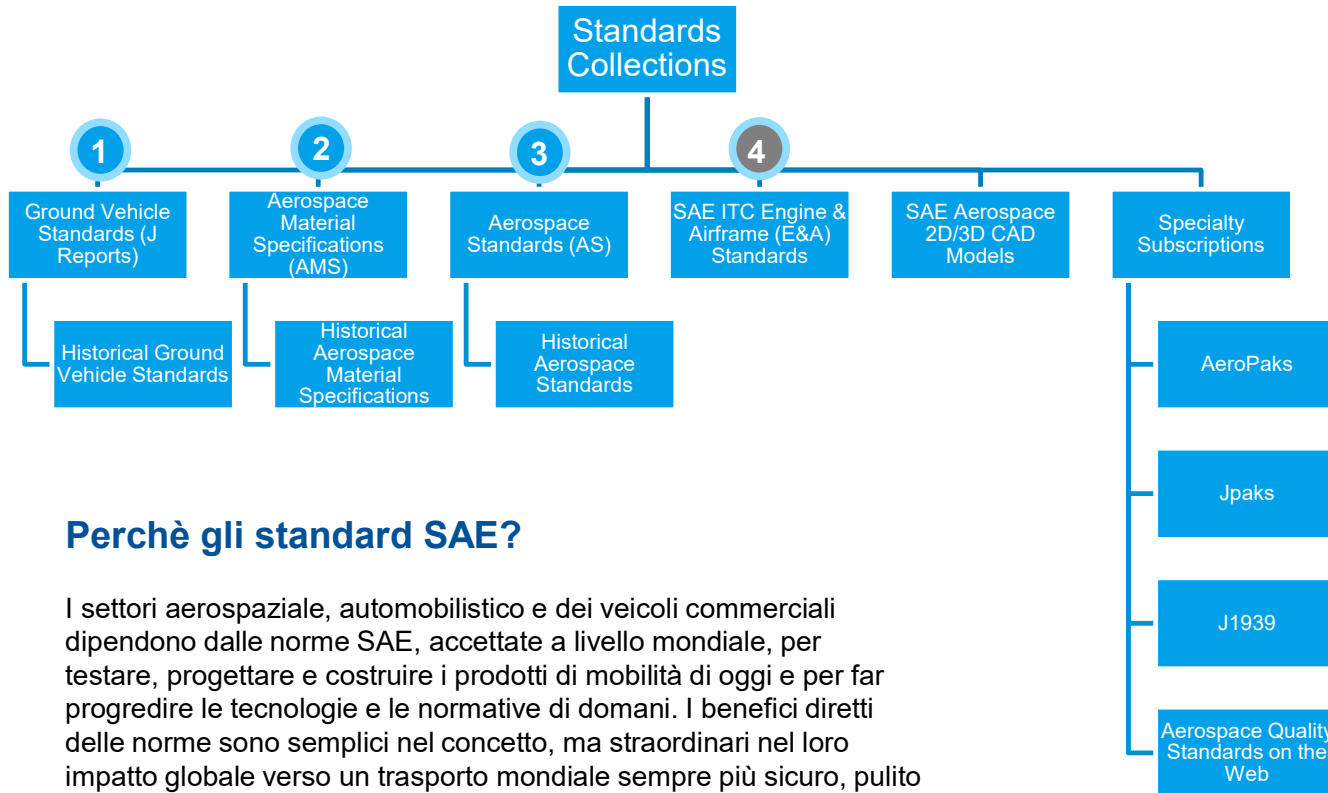 Standards
Collections
1
2
3
4
Ground Vehicle
Standards (J
Reports)
Aerospace
Material
Specifications
(AMS)
Aerospace
Standards (AS)
SAE ITC Engine &
Airframe (E&A)
Standards
SAE Aerospace
2D/3D CAD
Models
Specialty
Subscriptions
Historical Ground
Vehicle Standards
Historical
Aerospace
Material
Specifications
Historical
Aerospace
Standards
AeroPaks
Jpaks
J1939
Aerospace Quality
Standards on the
Web
Perchè gli standard SAE?
I settori aerospaziale, automobilistico e dei veicoli commerciali
dipendono dalle norme SAE, accettate a livello mondiale, per
testare, progettare e costruire i prodotti di mobilità di oggi e per far
progredire le tecnologie e le normative di domani. I benefici diretti
delle norme sono semplici nel concetto, ma straordinari nel loro
impatto globale verso un trasporto mondiale sempre più sicuro, pulito